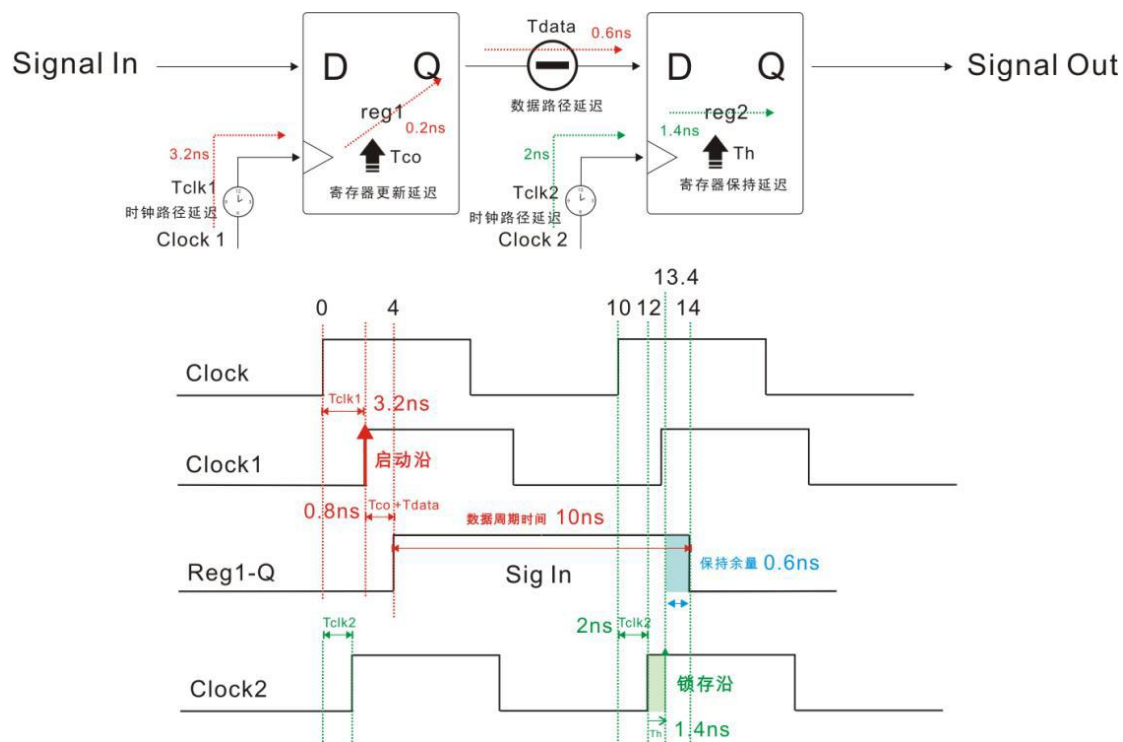 Tdata
0.6ns
Signal In
D Q
D Q
Signal Out
数据路径延迟
reg1
0.2ns
reg2
1.4ns
3.2ns
Tco
2ns
Th
Tclk1
寄存器更新延迟
Tclk2
寄存器保持延迟
时钟路径延迟
时钟路径延迟
Clock 1
Clock 2
13.4
0 4 10 12 14
Clock
Tclk1 3.2ns
Clock1
启动沿
0.8ns Tco +Tdata
数据周期时间 10ns
Reg1-Q
Sig In
保持余量 0.6ns
Tclk2
2ns Tclk2
Clock2
锁存沿
Th 1.4ns